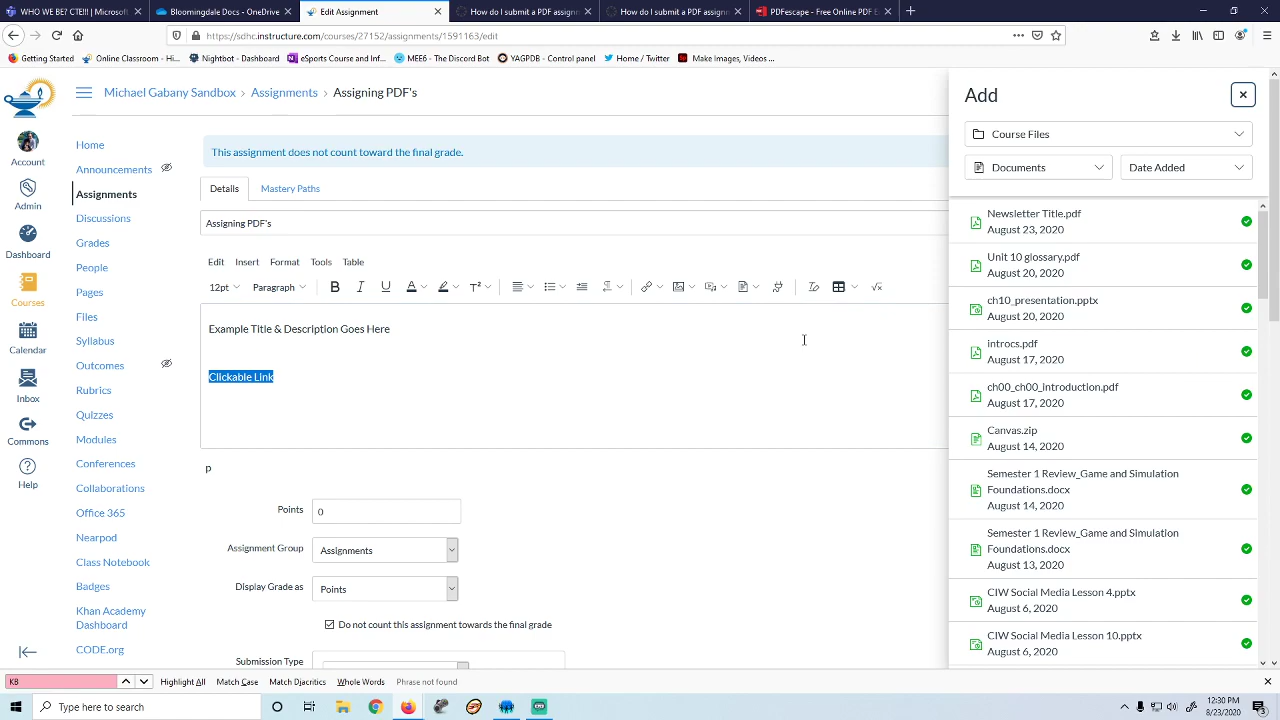 WHO WE BE? CTE!! | Microsoft
Bloomingdale Docs - OneDrive
Edit Assignment
How do I submit a PDF assign
How do I submit a PDF assign
PDFescape - Free Online PDF E
https://sdhc.instructure.com/courses/27152/assignments/1591163/edit
Getting Started
Online Classroom - Hi...
Nightbot - Dashboard
eSports Course and Inf...
MEE6 - The Discord Bot
YAGPDB - Control panel
Home / Twitter
Make Images, Videos ...
Michael Gabany Sandbox > Assignments > Assigning PDF's
Account
Admin
Dashboard
Courses
Calendar
Inbox
Commons
Help
Home
Announcements
Assignments
Discussions
Grades
People
Pages
Files
Syllabus
Outcomes
Rubrics
Quizzes
Modules
Conferences
Collaborations
Office 365
Nearpod
Class Notebook
Badges
Khan Academy
Dashboard
CODE.org
This assignment does not count toward the final grade.
Details
Mastery Paths
Assigning PDF's
Edit Insert Format Tools Table
12pt Paragraph B I U A T²
Example Title & Description Goes Here
Clickable Link
p
Points
0
Assignment Group
Assignments
Display Grade as
Points
Do not count this assignment towards the final grade
Submission Type
Add
Course Files
Documents
Date Added
Newsletter Title.pdf
August 23, 2020
Unit 10 glossary.pdf
August 20, 2020
ch10_presentation.pptx
August 20, 2020
introcs.pdf
August 17, 2020
ch00_ch00_introduction.pdf
August 17, 2020
Canvas.zip
August 14, 2020
Semester 1 Review_Game and Simulation
Foundations.docx
August 14, 2020
Semester 1 Review_Game and Simulation
Foundations.docx
August 13, 2020
CIW Social Media Lesson 4.pptx
August 6, 2020
CIW Social Media Lesson 10.pptx
August 6, 2020
KB
Highlight All
Match Case
Match Diacritics
Whole Words
Phrase not found
Type here to search
12:30 PM
8/23/2020
3